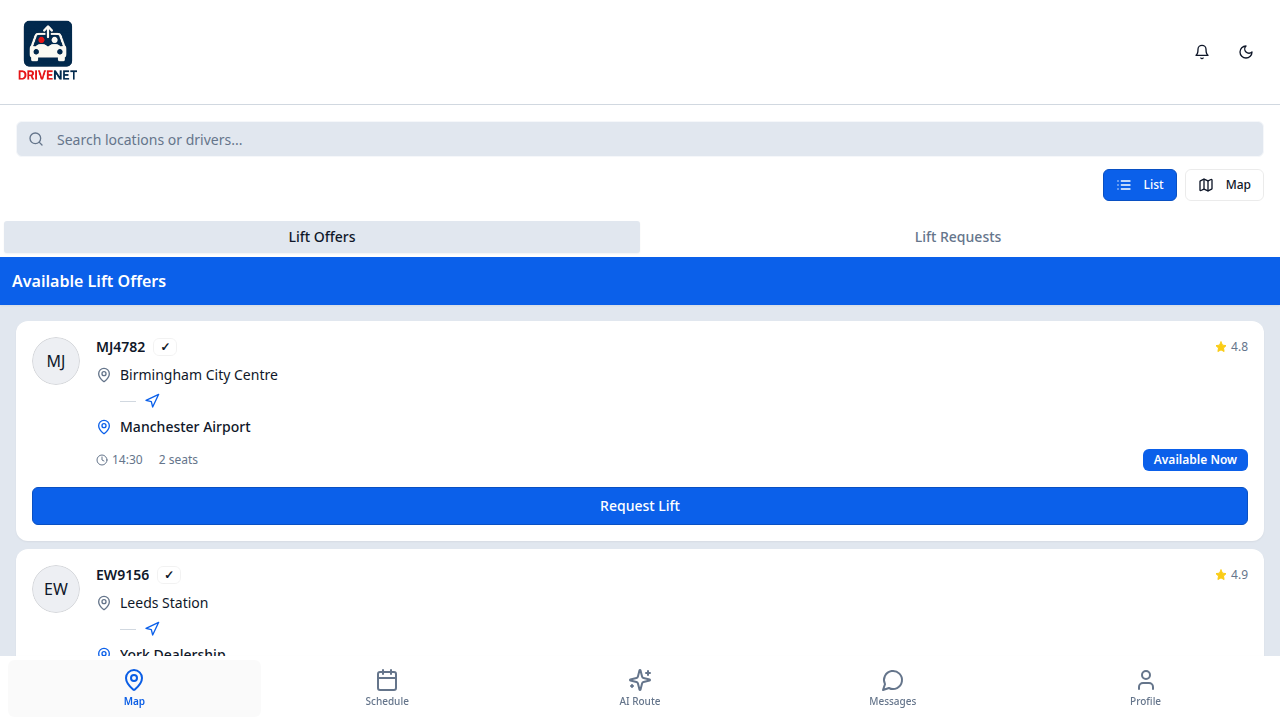 DRIVENET
Search locations or drivers...
List
Map
Lift Offers
Lift Requests
Available Lift Offers
MJ
MJ4782 ✓
4.8
Birmingham City Centre
Manchester Airport
14:30 2 seats
Available Now
Request Lift
EW
EW9156 ✓
4.9
Leeds Station
York Dealership
Map
Schedule
AI Route
Messages
Profile